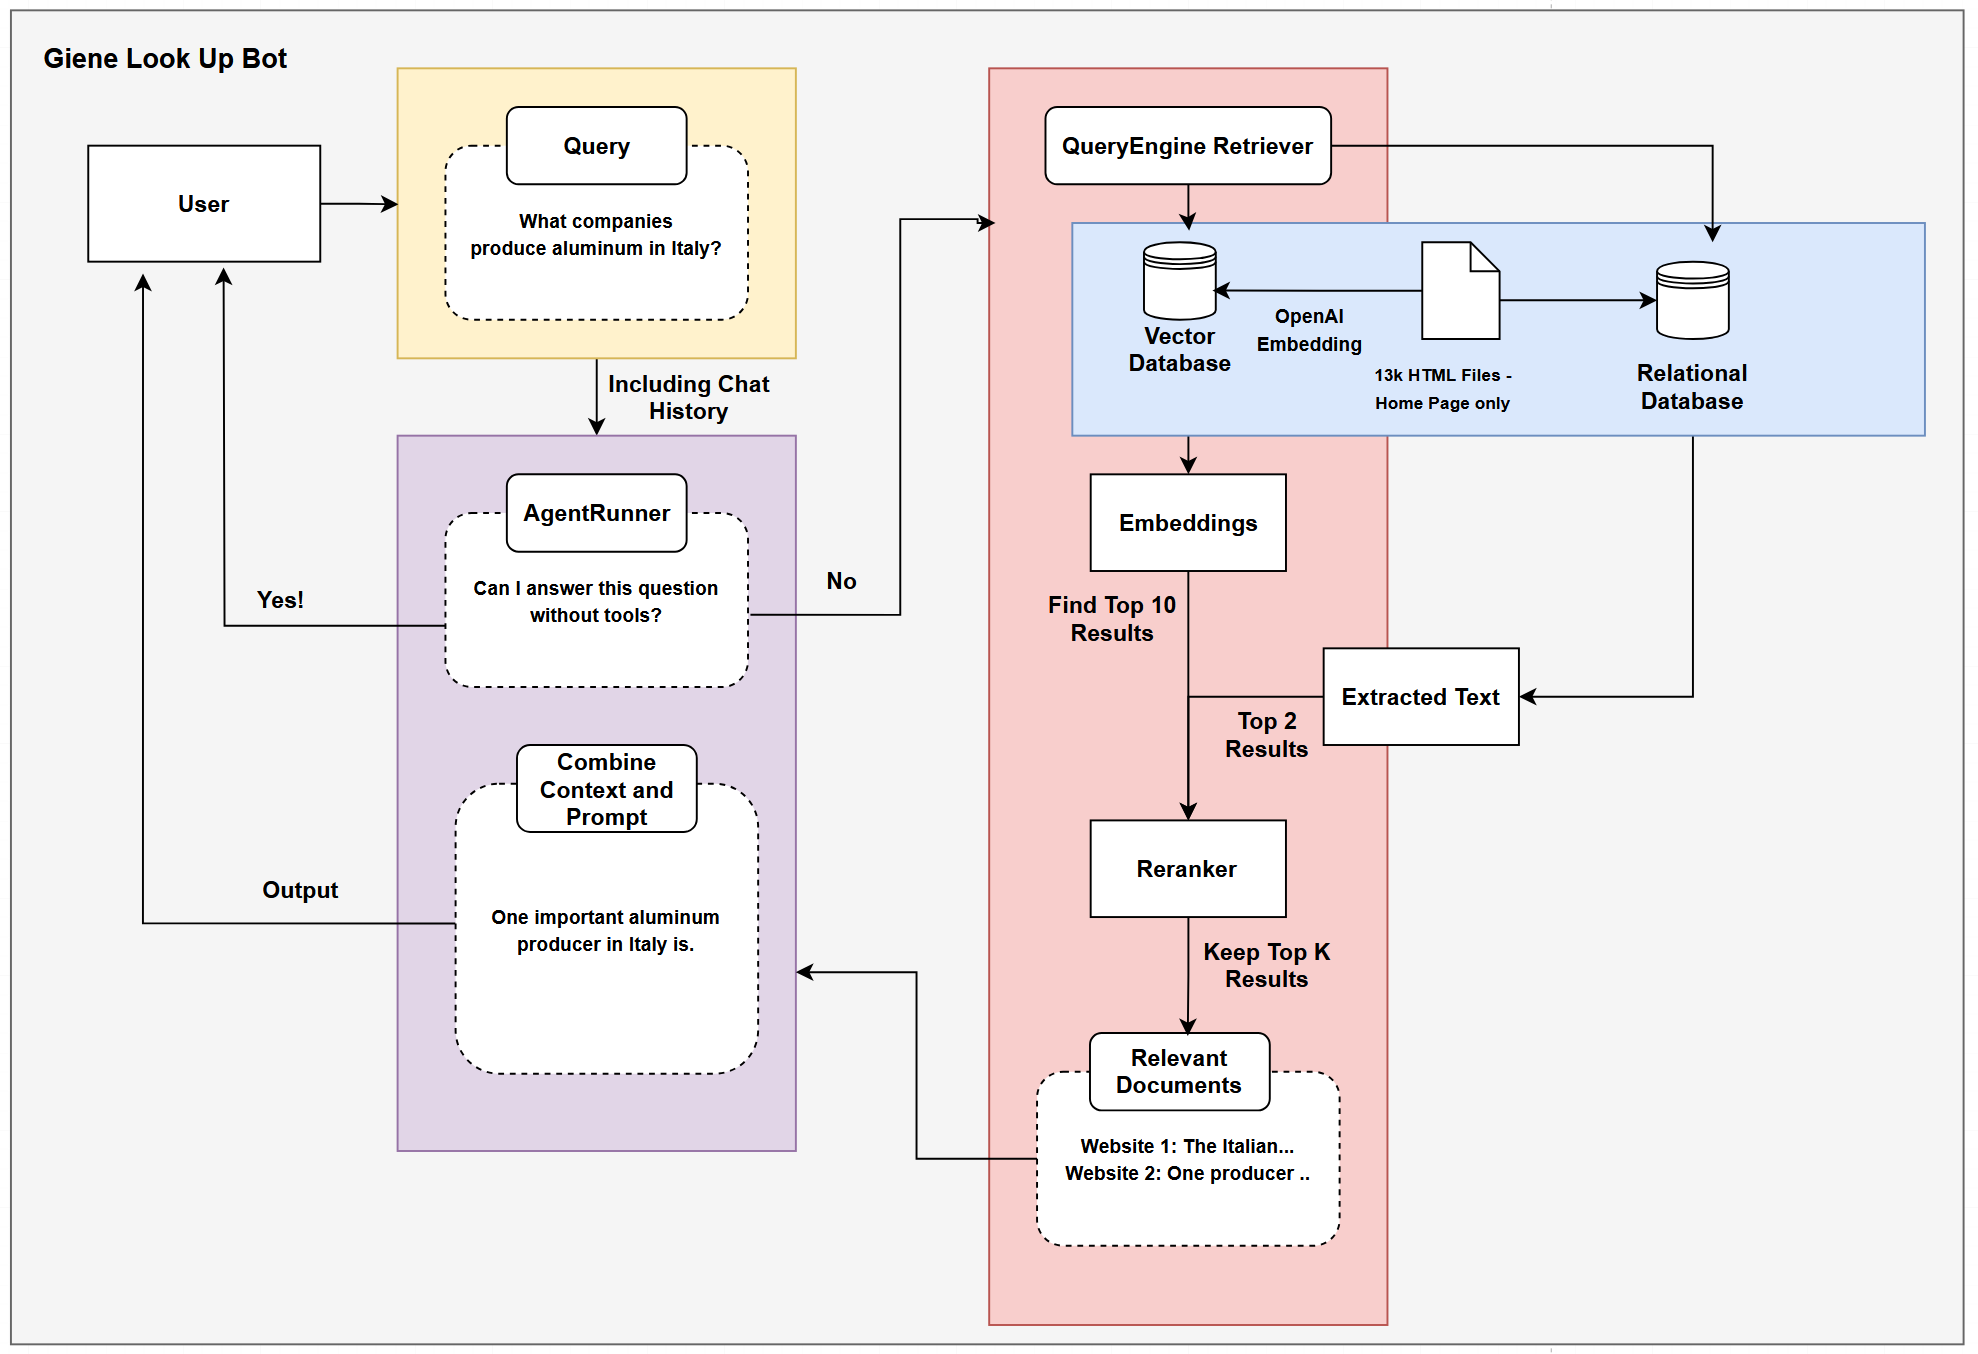 Giene Look Up Bot
User
Query
What companies
produce aluminum in Italy?
Including Chat
History
AgentRunner
Can I answer this question
without tools?
Yes!
No
Combine
Context and
Prompt
One important aluminum
producer in Italy is.
Output
QueryEngine Retriever
Vector
Database
OpenAI
Embedding
13k HTML Files -
Home Page only
Relational
Database
Embeddings
Find Top 10
Results
Extracted Text
Top 2
Results
Reranker
Keep Top K
Results
Relevant
Documents
Website 1: The Italian...
Website 2: One producer ..